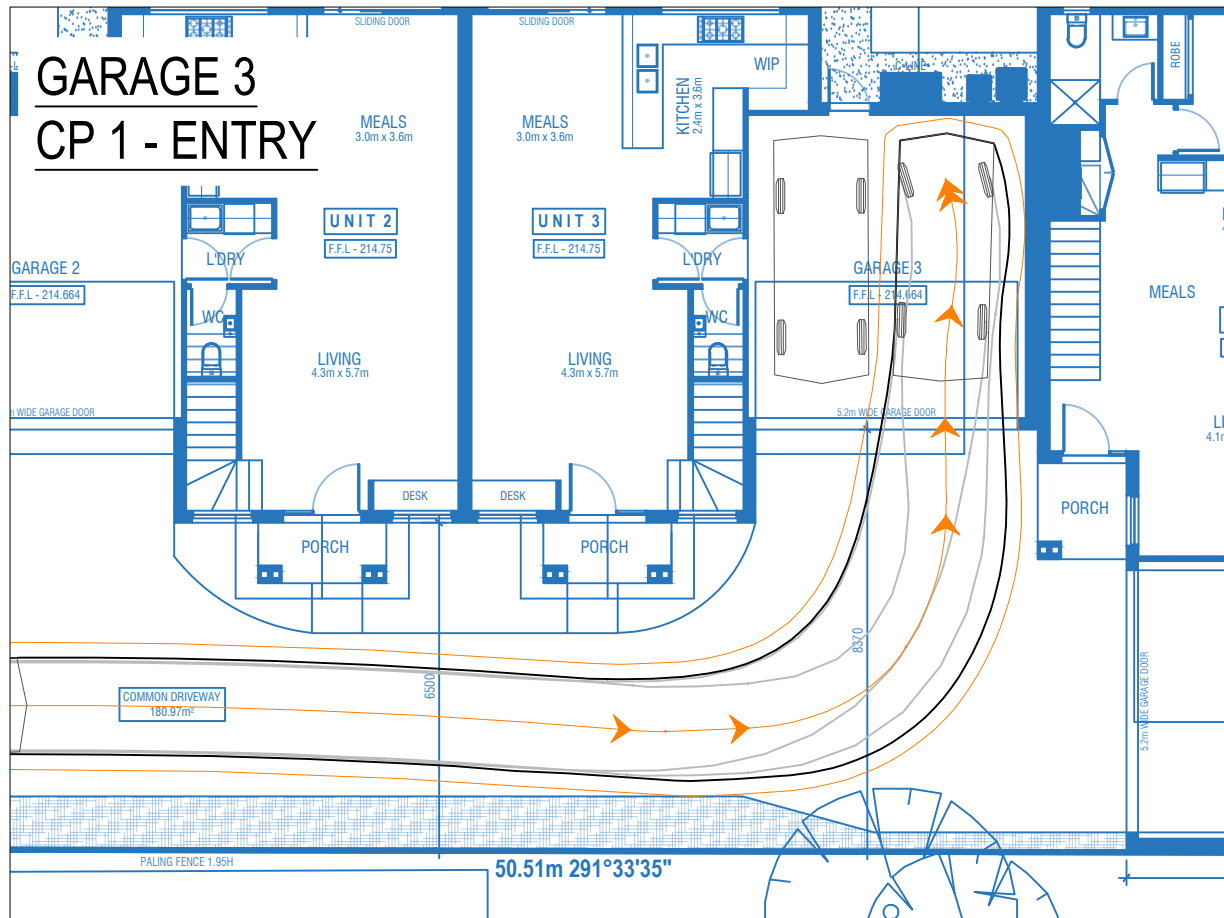 SLIDING DOOR
SLIDING DOOR
GARAGE 3
CP 1 - ENTRY
WIP
C-LINE
ROBE
KITCHEN
2.4m x 3.6m
MEALS
3.0m x 3.6m
MEALS
3.0m x 3.6m
UNIT 2
F.F.L - 214.75
UNIT 3
F.F.L - 214.75
L'DRY
L'DRY
GARAGE 2
F.F.L - 214.664
GARAGE 3
F.F.L - 214.664
MEALS
WC
WC
LIVING
4.3m x 5.7m
LIVING
4.3m x 5.7m
WIDE GARAGE DOOR
5.2m WIDE GARAGE DOOR
4.1m
DESK
DESK
PORCH
PORCH
PORCH
6500
8370
COMMON DRIVEWAY
180.97m²
5.2m WIDE GARAGE DOOR
PALING FENCE 1.95H
50.51m 291°33'35"